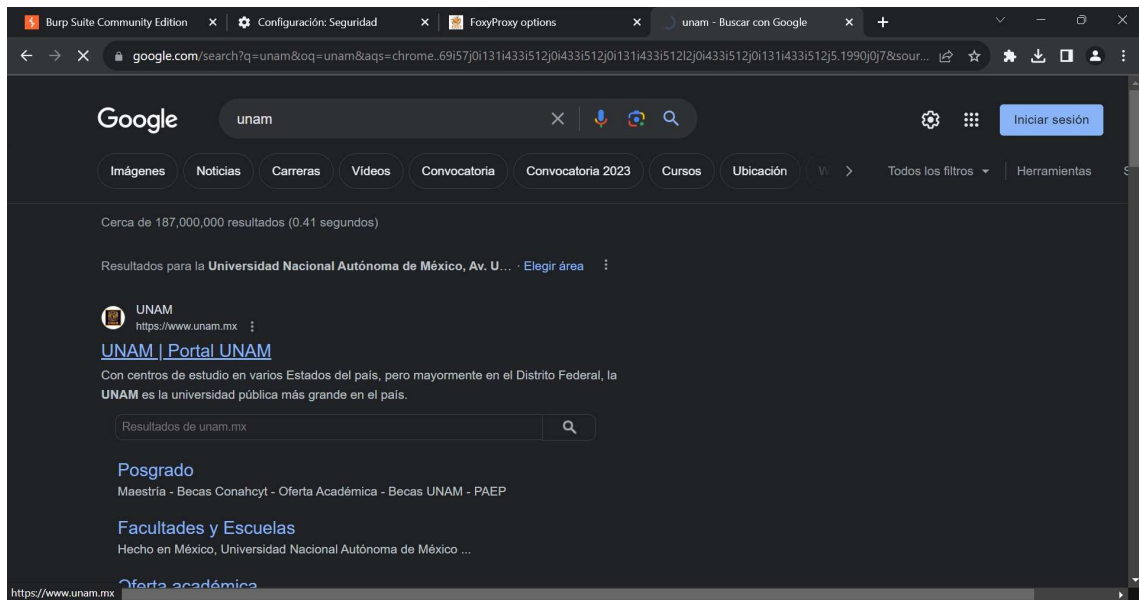 Burp Suite Community Edition
Configuración: Seguridad
FoxyProxy options
unam - Buscar con Google
google.com/search?q=unam&oq=unam&aqs=chrome..69i57j0i131i433i512j0i433i512j0i131i433i512l2j0i433i512j0i131i433i512j5.1990j0j7&sour...
Google
unam
Iniciar sesión
Imágenes Noticias Carreras Vídeos Convocatoria Convocatoria 2023 Cursos Ubicación Todos los filtros Herramientas
Cerca de 187,000,000 resultados (0.41 segundos)
Resultados para la Universidad Nacional Autónoma de México, Av. U... · Elegir área
UNAM
https://www.unam.mx
UNAM | Portal UNAM
Con centros de estudio en varios Estados del país, pero mayormente en el Distrito Federal, la
UNAM es la universidad pública más grande en el país.
Resultados de unam.mx
Posgrado
Maestría - Becas Conahcyt - Oferta Académica - Becas UNAM - PAEP
Facultades y Escuelas
Hecho en México, Universidad Nacional Autónoma de México ...
Oferta académica
https://www.unam.mx